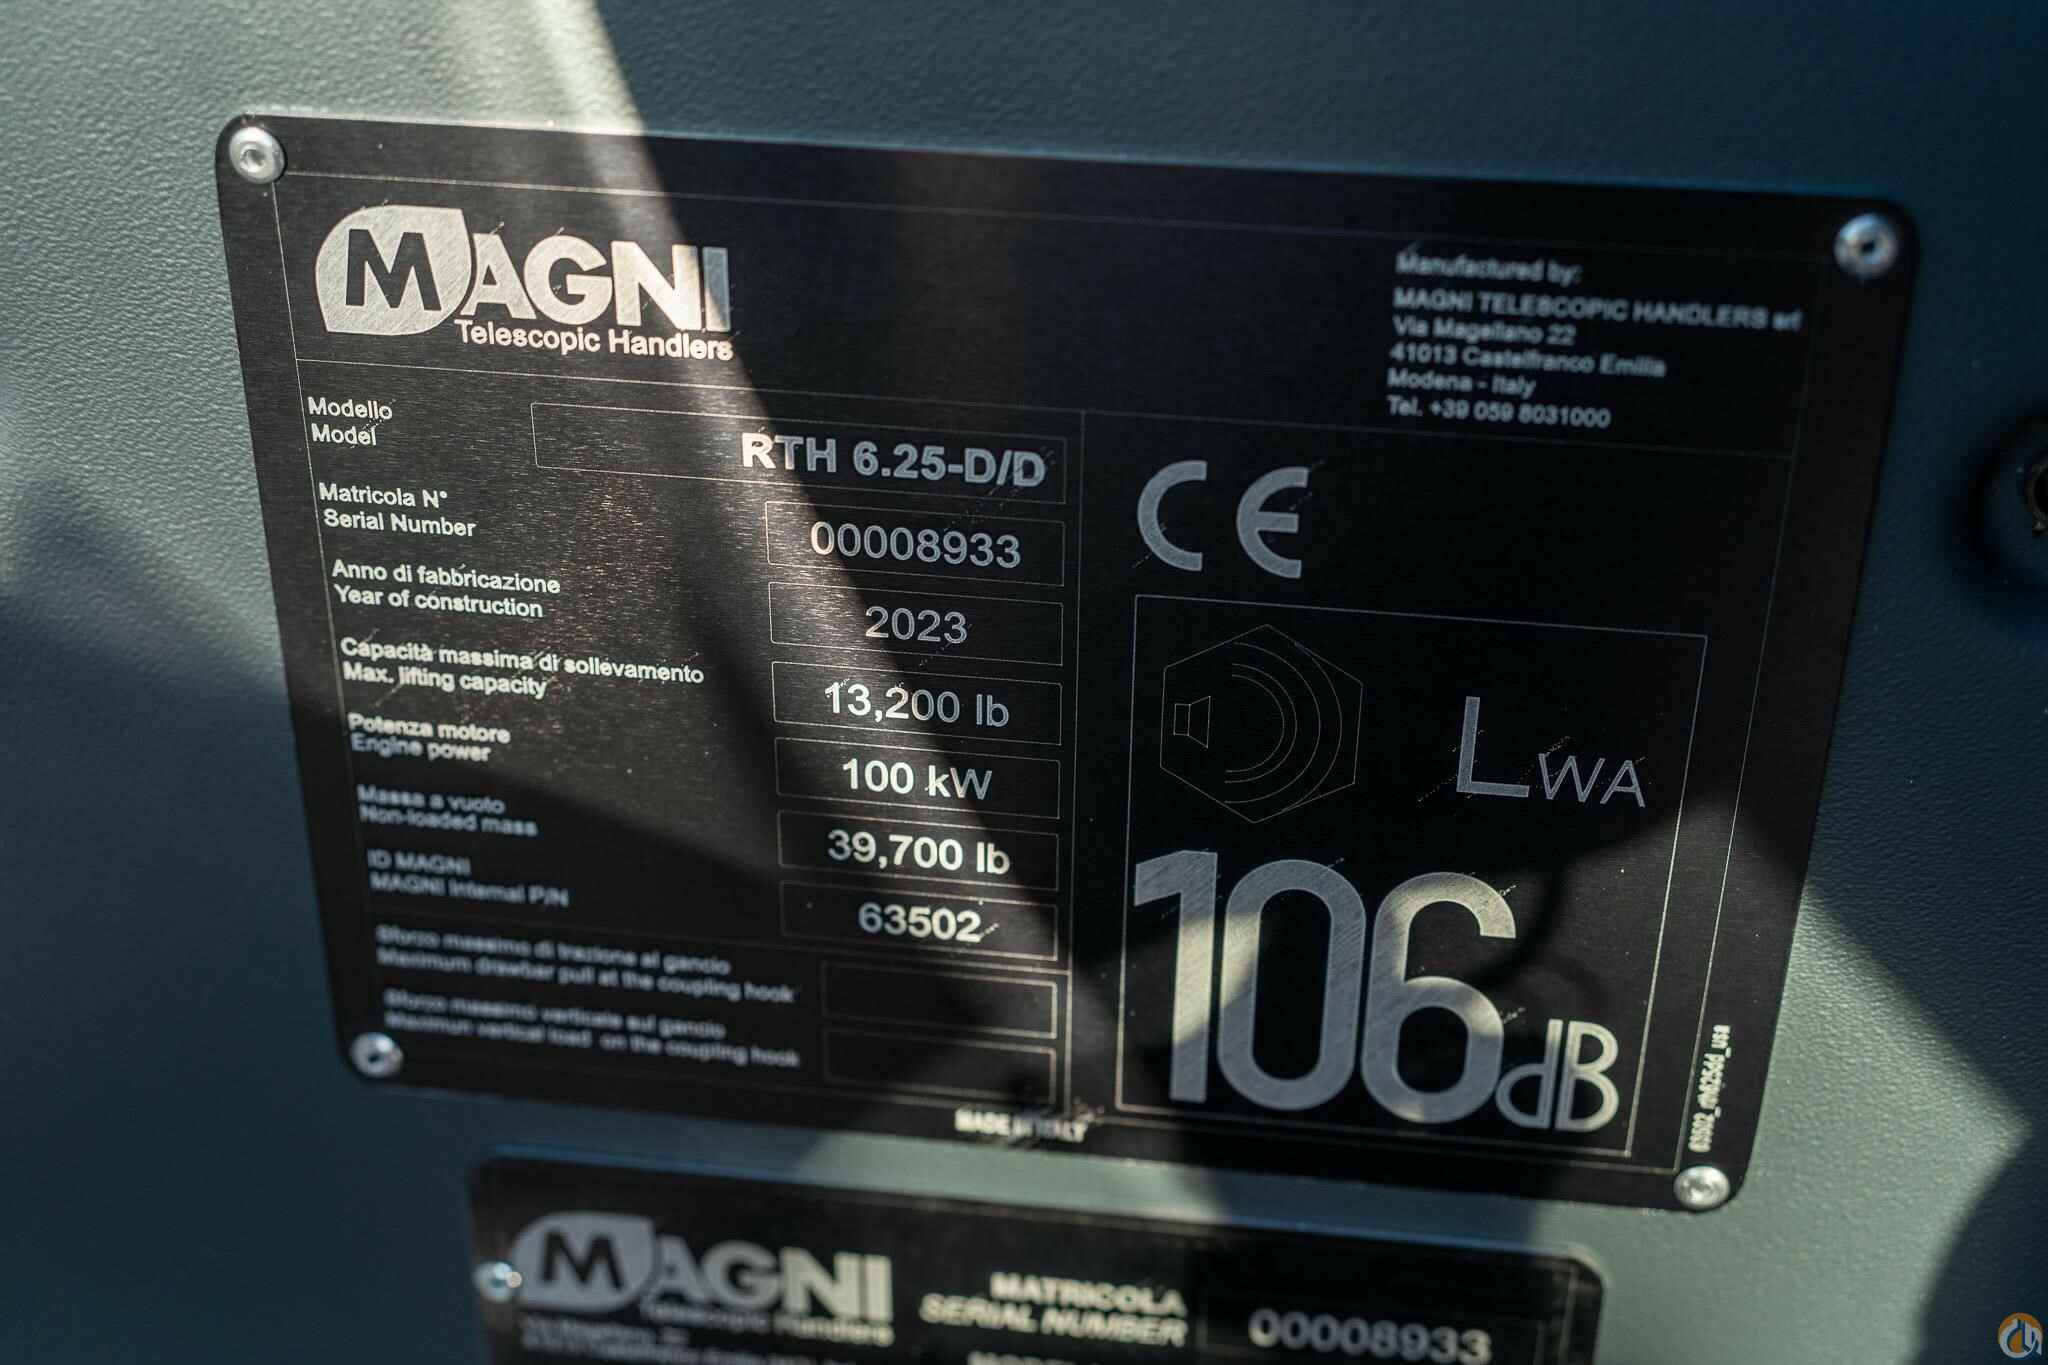 MAGNI
Telescopic Handlers
Manufactured by:
MAGNI TELESCOPIC HANDLERS srl
Via Magellano 22
41013 Castelfranco Emilia
Modena - Italy
Tel. +39 059 8031000
Modello
Model
RTH 6.25-D/D
Matricola N°
Serial Number
00008933
Anno di fabbricazione
Year of construction
2023
Capacità massima di sollevamento
Max. lifting capacity
13,200 lb
Potenza motore
Engine power
100 kW
Massa a vuoto
Non-loaded mass
39,700 lb
ID MAGNI
MAGNI Internal P/N
63502
Sforzo massimo di trazione al gancio
Maximum drawbar pull at the coupling hook
Sforzo massimo verticale sul gancio
Maximun vertical load on the coupling hook
CE
LWA
106 dB
MADE IN ITALY
MAGNI
Telescopic Handlers
MATRICOLA
SERIAL NUMBER
00008933